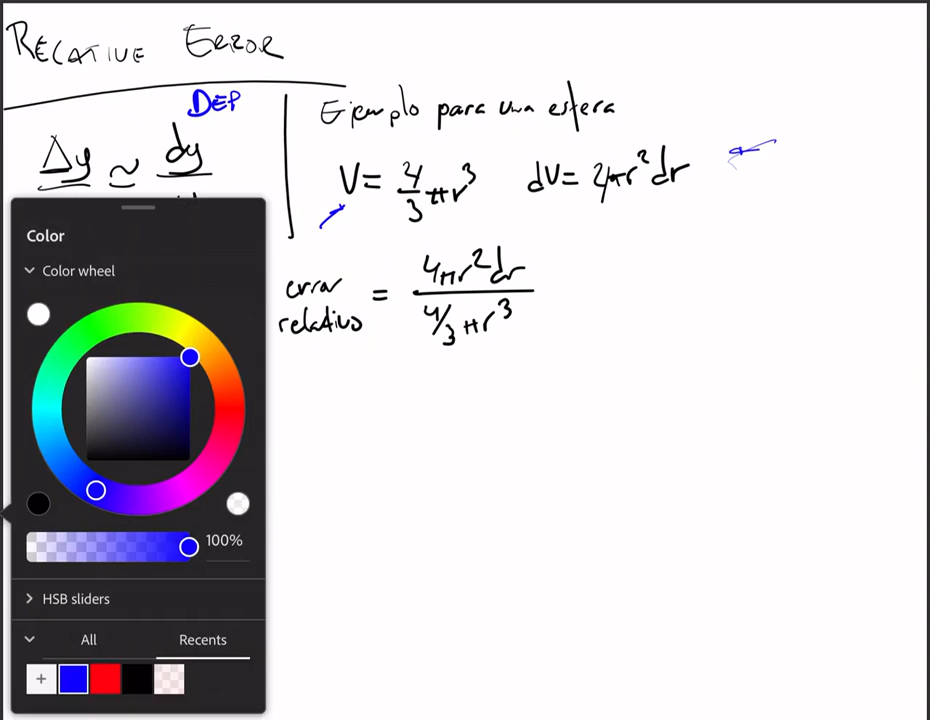 RELATIVE ERROR
DEP
Δy ≃ dy
Ejemplo para una esfera
V = 4/3 πr³ dV = 4πr² dr
error relativo = 4πr² dr / 4/3 πr³
Color
Color wheel
100%
HSB sliders
All Recents